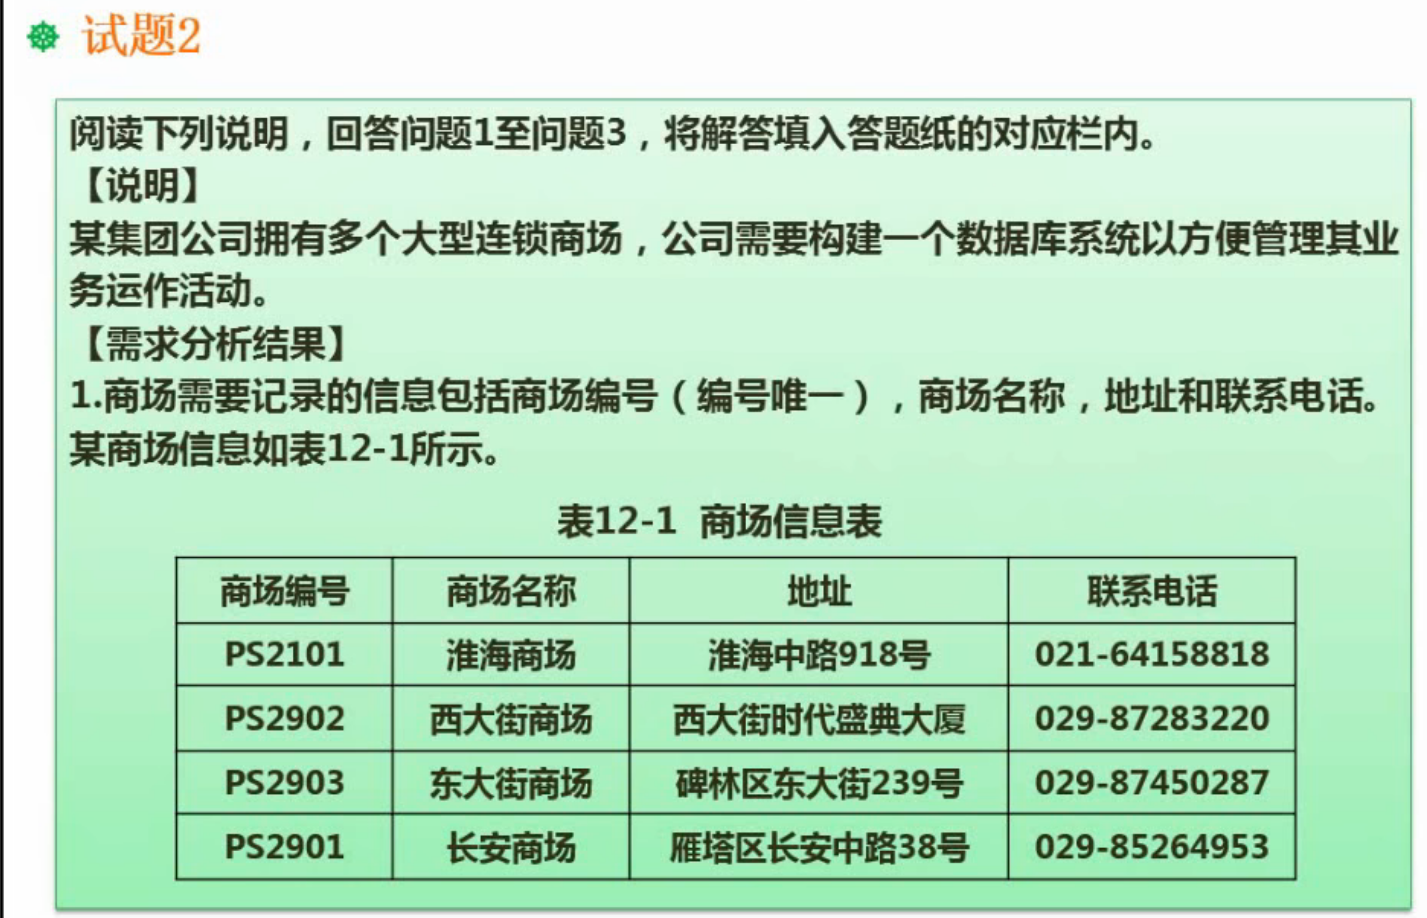 试题2
阅读下列说明，回答问题1至问题3，将解答填入答题纸的对应栏内。
【说明】
某集团公司拥有多个大型连锁商场，公司需要构建一个数据库系统以方便管理其业
务运作活动。
【需求分析结果】
1.商场需要记录的信息包括商场编号（编号唯一），商场名称，地址和联系电话。
某商场信息如表12-1所示。
表12-1 商场信息表
商场编号 商场名称 地址 联系电话
PS2101 淮海商场 淮海中路918号 021-64158818
PS2902 西大街商场 西大街时代盛典大厦 029-87283220
PS2903 东大街商场 碑林区东大街239号 029-87450287
PS2901 长安商场 雁塔区长安中路38号 029-85264953